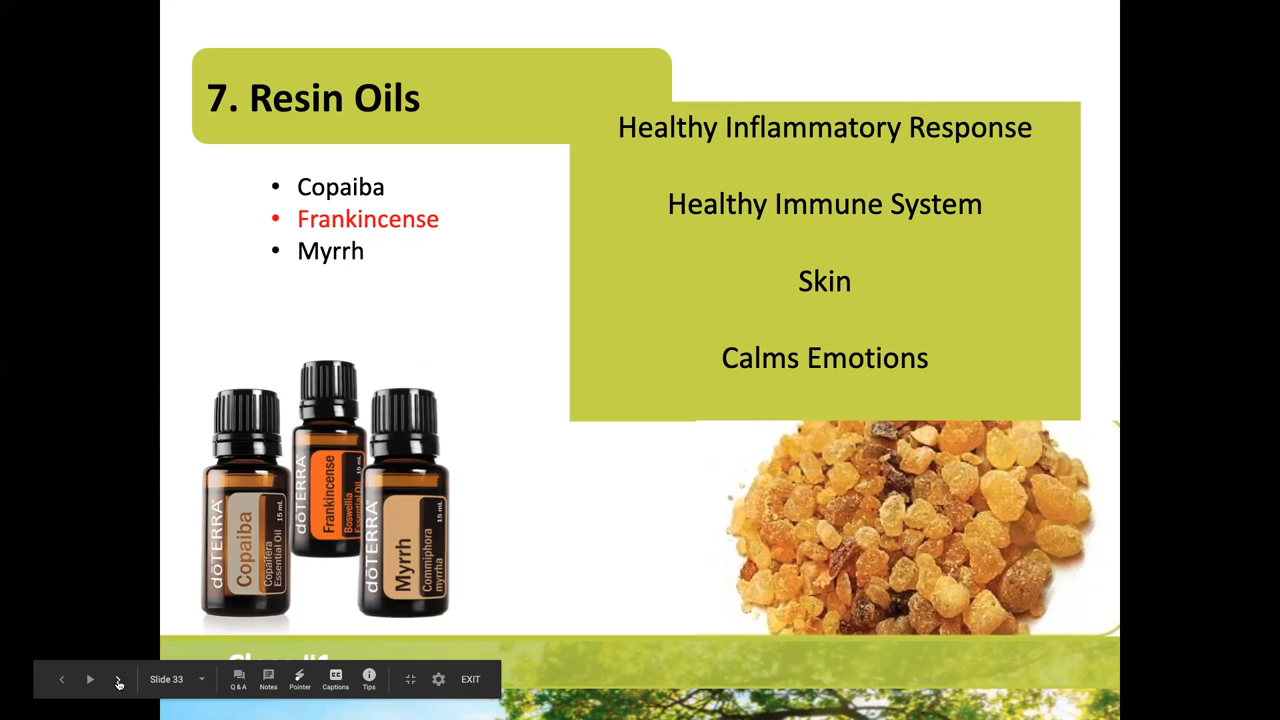 7. Resin Oils
Healthy Inflammatory Response
Healthy Immune System
Skin
Calms Emotions
• Copaiba
• Frankincense
• Myrrh
dōTERRA
Copaiba
Copaifera
Essential Oil
15 mL
dōTERRA
Frankincense
Boswellia
Essential Oil
15 mL
dōTERRA
Myrrh
Commiphora
myrrha
15 mL
Slide 33
Q & A
Notes
Pointer
Captions
Tips
EXIT